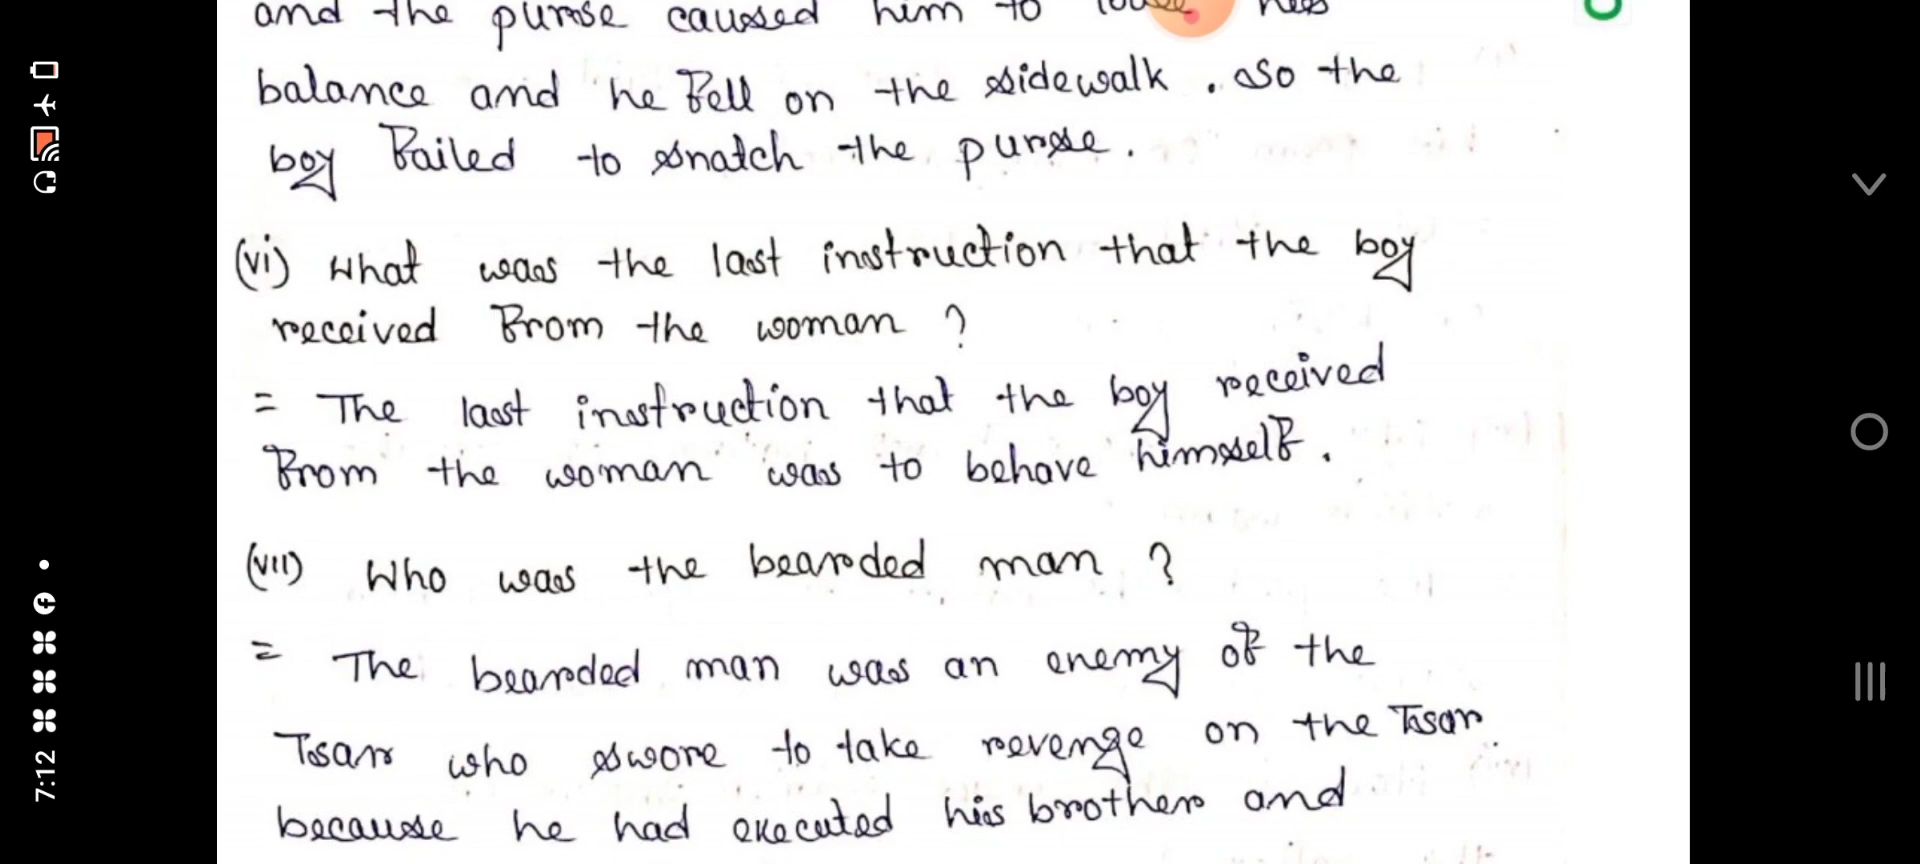 and the purse caused him to his
balance and he fell on the sidewalk. So the
boy failed to snatch the purse.
(vi) What was the last instruction that the boy
received from the woman ?
= The last instruction that the boy received
from the woman was to behave himself.
(vii) Who was the bearded man ?
= The bearded man was an enemy of the
Tsar who swore to take revenge on the Tsar.
because he had executed his brother and
7:12